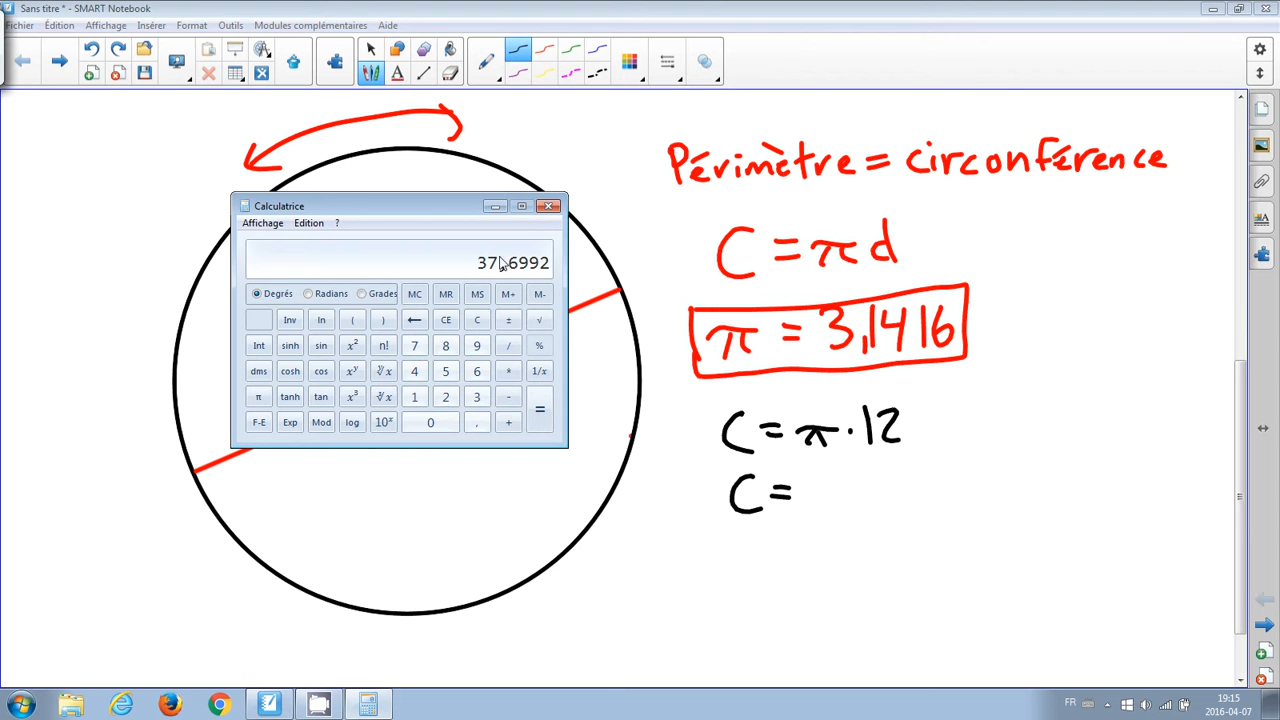 Sans titre * - SMART Notebook
Fichier Édition Affichage Insérer Format Outils Modules complémentaires Aide
Périmètre = circonférence
C = πd
π = 3,1416
C = π · 12
C =
Calculatrice
Affichage Edition ?
37,6992
Degrés Radians Grades MC MR MS M+ M-
Inv ln ( ) ← CE C ± √
Int sinh sin x² n! 7 8 9 / %
dms cosh cos xʸ ʸ√x 4 5 6 * 1/x
π tanh tan x³ ³√x 1 2 3 - =
F-E Exp Mod log 10ˣ 0 , +
FR
19:15
2016-04-07